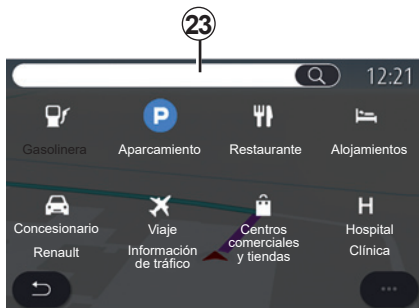 23
12:21
Gasolinera
Aparcamiento
Restaurante
Alojamientos
Concesionario
Renault
Viaje
Información
de tráfico
Centros
comerciales
y tiendas
Hospital
Clínica